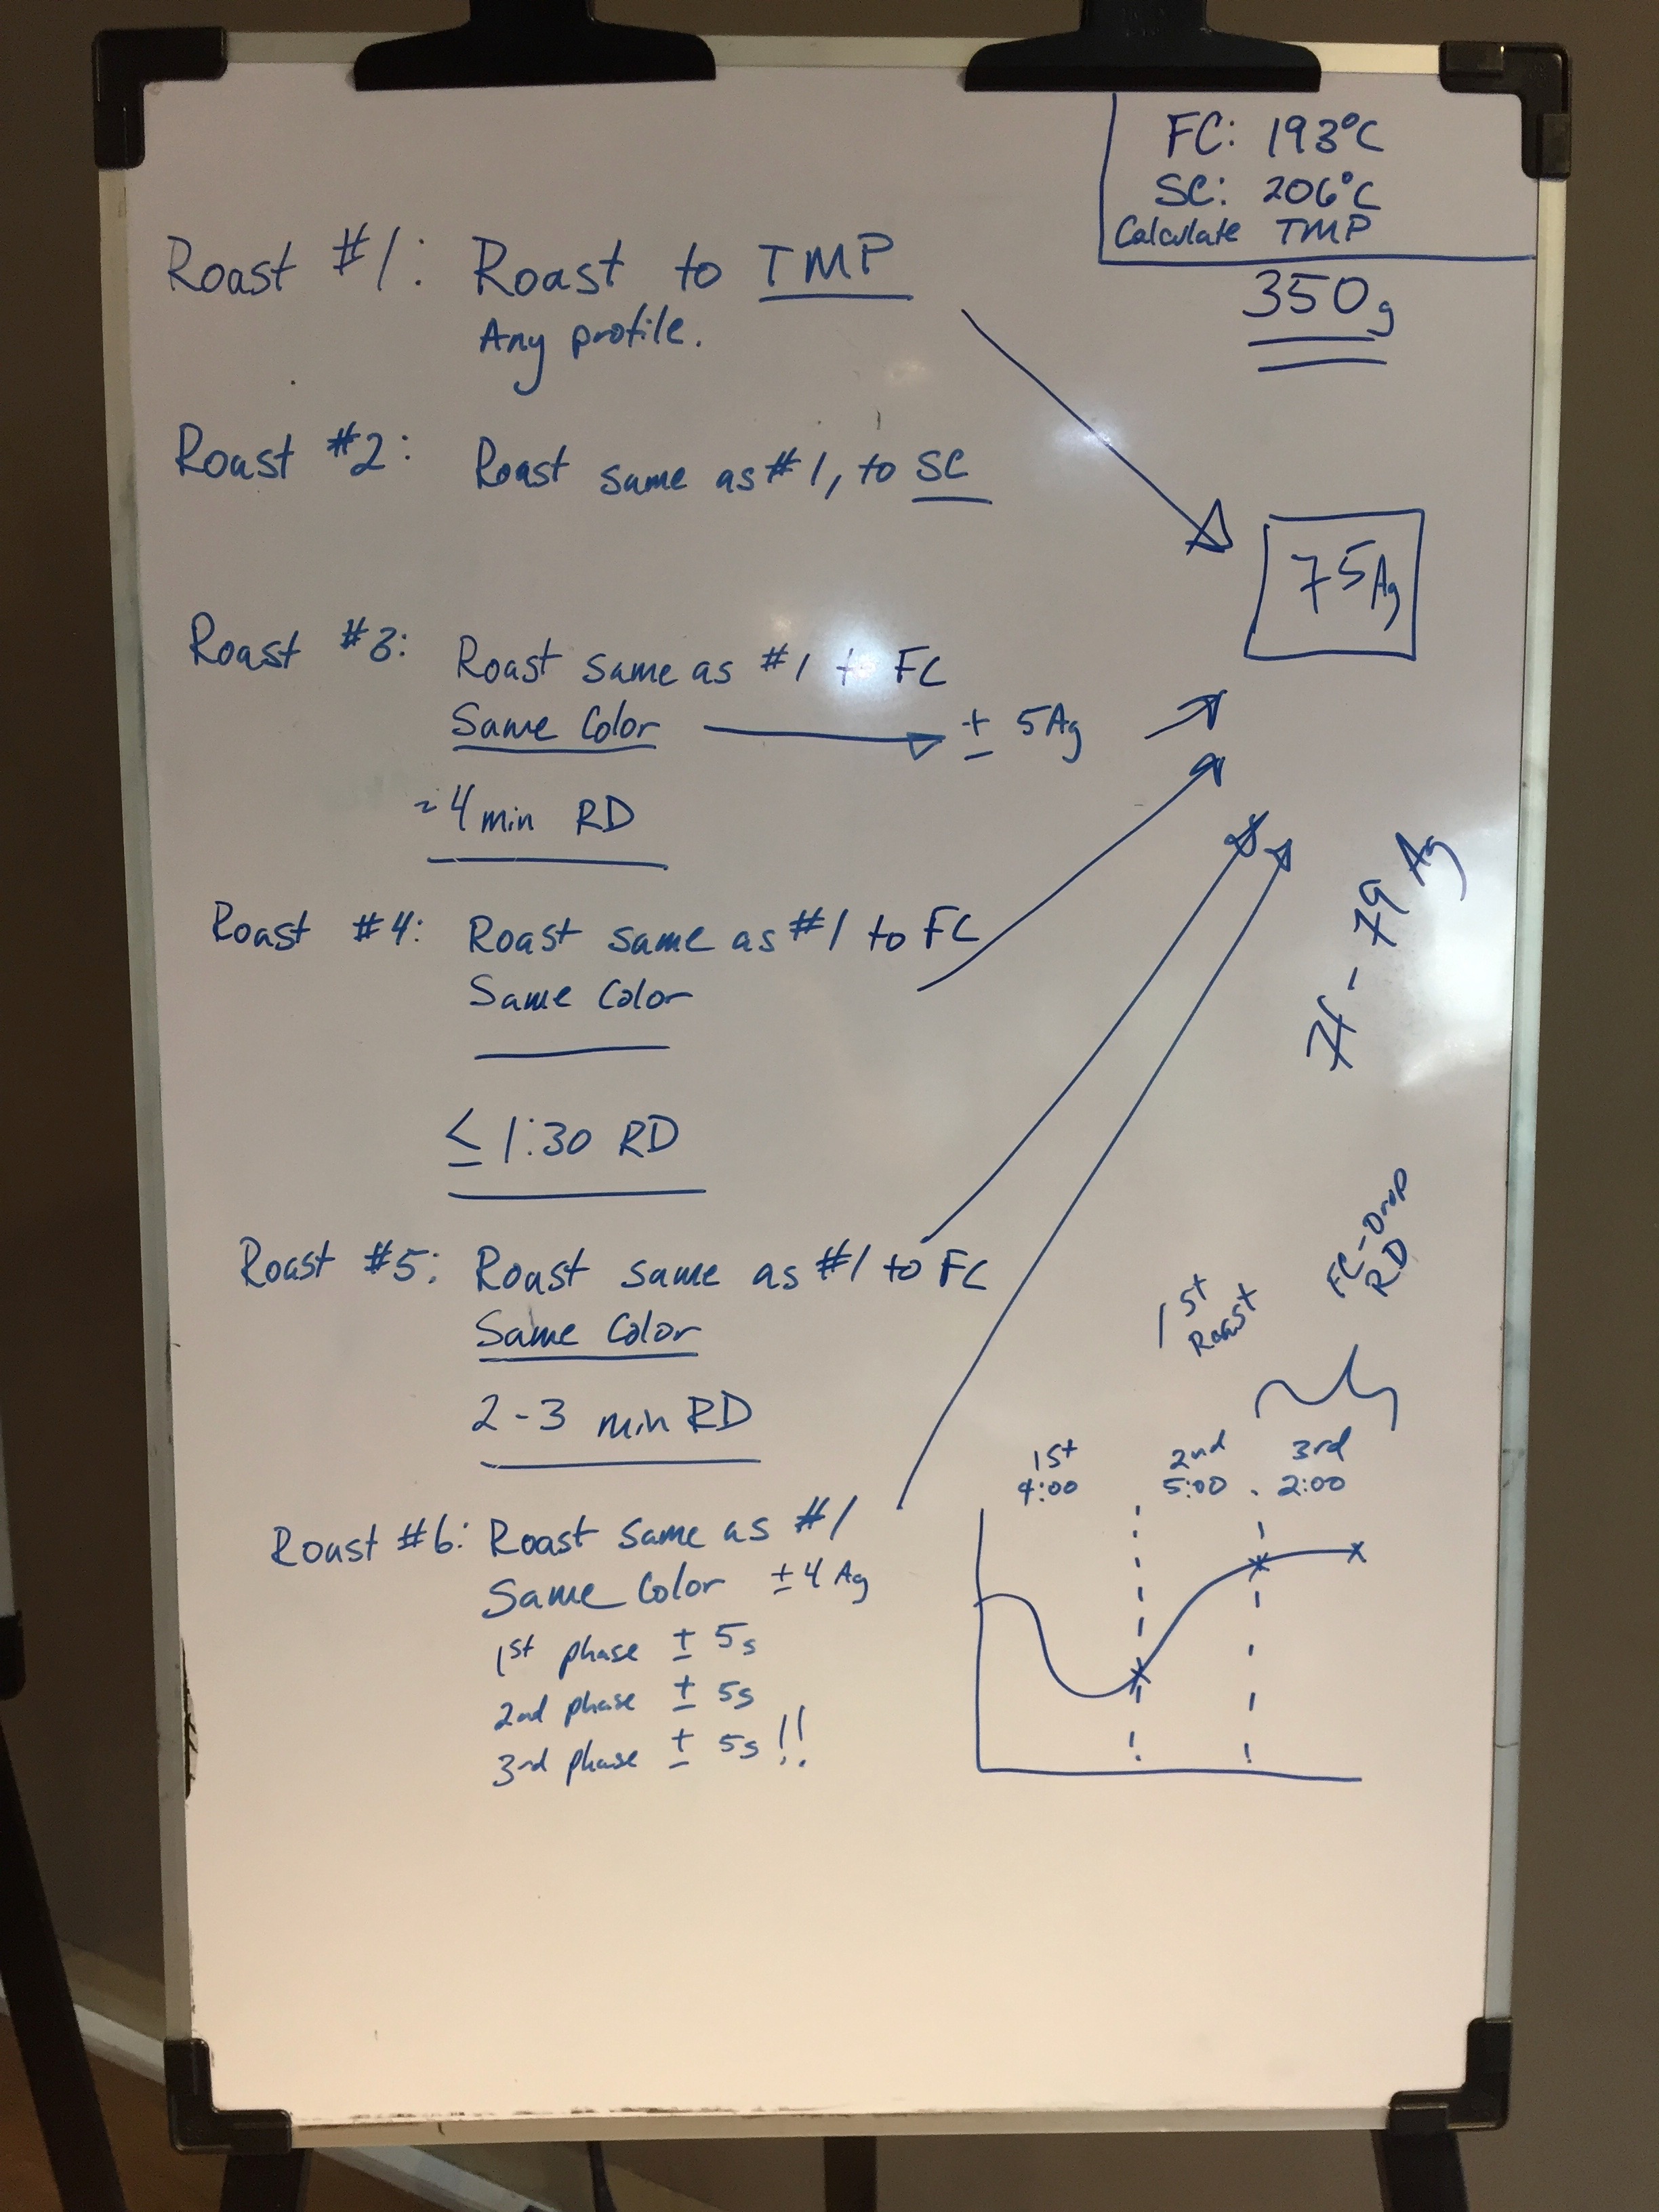 FC: 193°C
SC: 206°C
Calculate TMP
350g
Roast #1: Roast to TMP
Any profile.
Roast #2: Roast same as #1, to SC
75Ag
Roast #3: Roast same as #1 to FC
Same Color ± 5Ag
~4 min RD
Roast #4: Roast same as #1 to FC
Same Color
≤ 1:30 RD
71-79 Ag
Roast #5: Roast same as #1 to FC
Same Color
2-3 min RD
Roast #6: Roast same as #1
Same Color ±4 Ag
1st phase ± 5s
2nd phase ± 5s
3rd phase ± 5s!!
1st Roast
FC-Drop
RD
1st 2nd 3rd
4:00 5:00 2:00